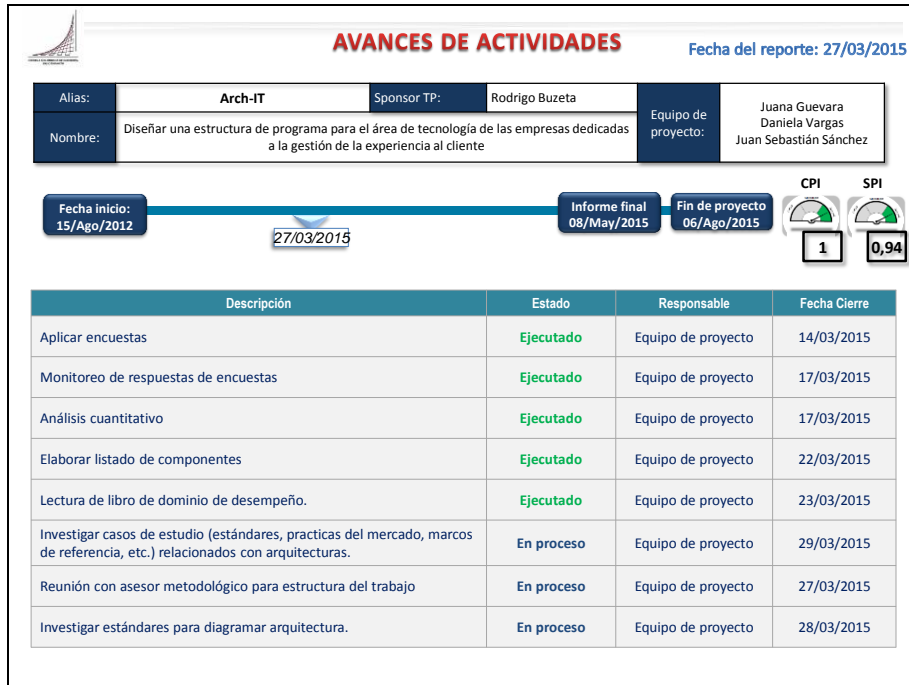 AVANCES DE ACTIVIDADES
Fecha del reporte: 27/03/2015
Alias:
Arch-IT
Sponsor TP:
Rodrigo Buzeta
Equipo de
proyecto:
Juana Guevara
Daniela Vargas
Juan Sebastián Sánchez
Nombre:
Diseñar una estructura de programa para el área de tecnología de las empresas dedicadas
a la gestión de la experiencia al cliente
CPI
SPI
Fecha inicio:
15/Ago/2012
27/03/2015
Informe final
08/May/2015
Fin de proyecto
06/Ago/2015
1
0,94
Descripción
Estado
Responsable
Fecha Cierre
Aplicar encuestas
Ejecutado
Equipo de proyecto
14/03/2015
Monitoreo de respuestas de encuestas
Ejecutado
Equipo de proyecto
17/03/2015
Análisis cuantitativo
Ejecutado
Equipo de proyecto
17/03/2015
Elaborar listado de componentes
Ejecutado
Equipo de proyecto
22/03/2015
Lectura de libro de dominio de desempeño.
Ejecutado
Equipo de proyecto
23/03/2015
Investigar casos de estudio (estándares, practicas del mercado, marcos
de referencia, etc.) relacionados con arquitecturas.
En proceso
Equipo de proyecto
29/03/2015
Reunión con asesor metodológico para estructura del trabajo
En proceso
Equipo de proyecto
27/03/2015
Investigar estándares para diagramar arquitectura.
En proceso
Equipo de proyecto
28/03/2015